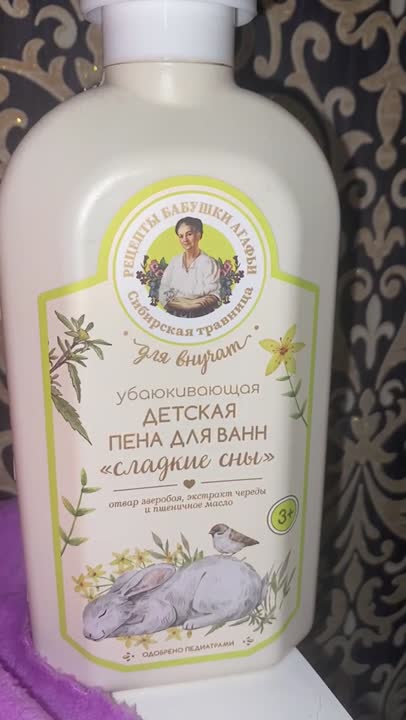 РЕЦЕПТЫ БАБУШКИ АГАФЬИ
Сибирская травница
для внучат
убаюкивающая
ДЕТСКАЯ
ПЕНА ДЛЯ ВАНН
«сладкие сны»
отвар зверобоя, экстракт череды
и пшеничное масло
3+
ОДОБРЕНО ПЕДИАТРАМИ